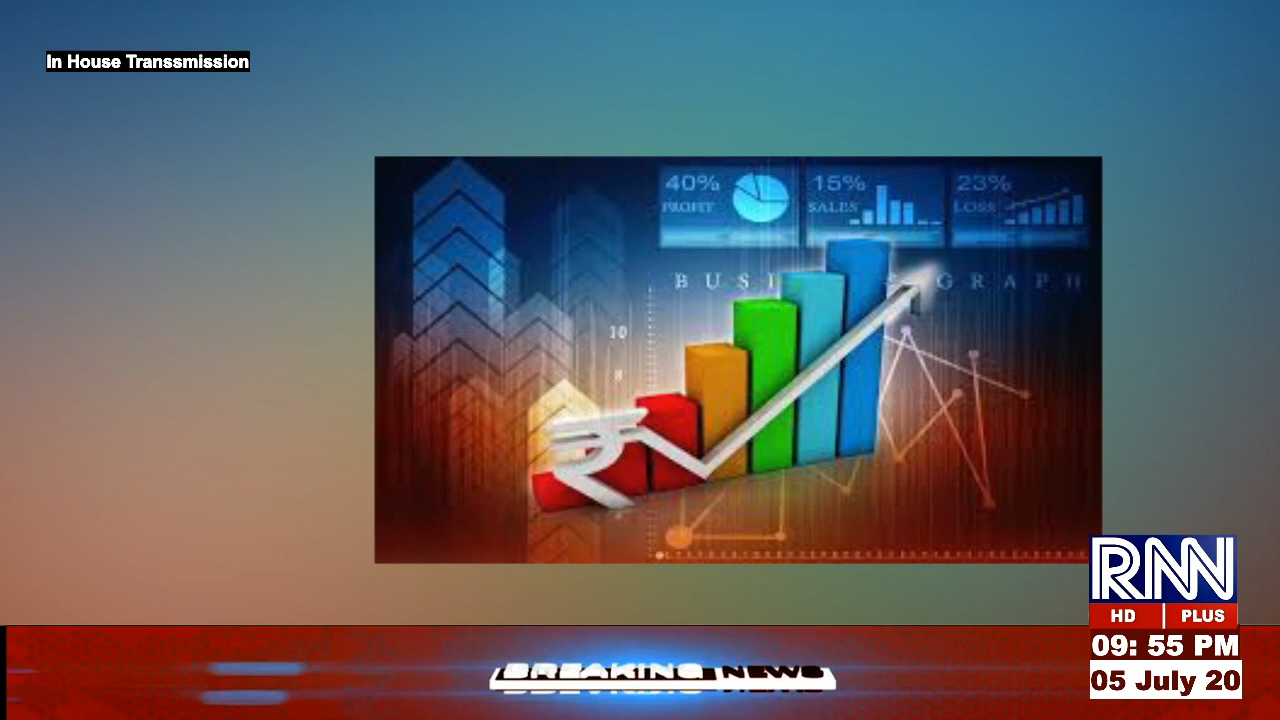 In House Transsmission
40%
PROFIT
15%
SALES
23%
LOSS
BUSI GRAPH
10
8
₹
RNN
HD PLUS
09: 55 PM
05 July 20
BREAKING NEWS